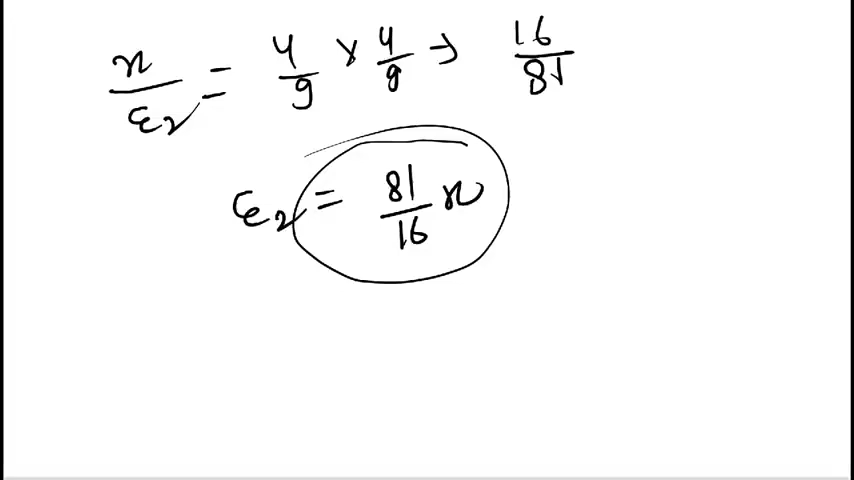 x/ε₂ = 4/9 × 4/9 → 16/81
ε₂ = 81/16 x